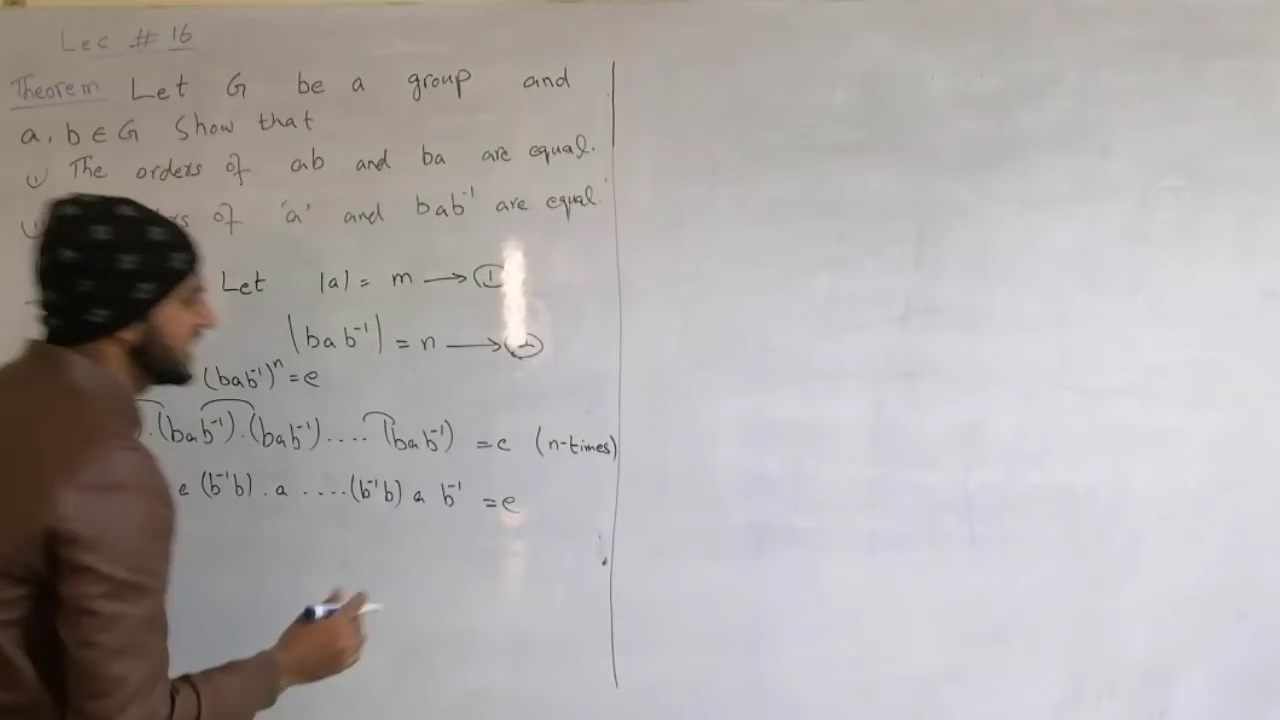 Lec # 16
Theorem Let G be a group and
a, b ∈ G Show that
(i) The orders of ab and ba are equal.
of 'a' and bab⁻¹ are equal.
Let |a| = m → ①
|bab⁻¹| = n → ②
(bab⁻¹)ⁿ = e
).(bab⁻¹).(bab⁻¹).... (bab⁻¹) = e (n-times)
(b⁻¹b).a ....(b⁻¹b) a b⁻¹ = e